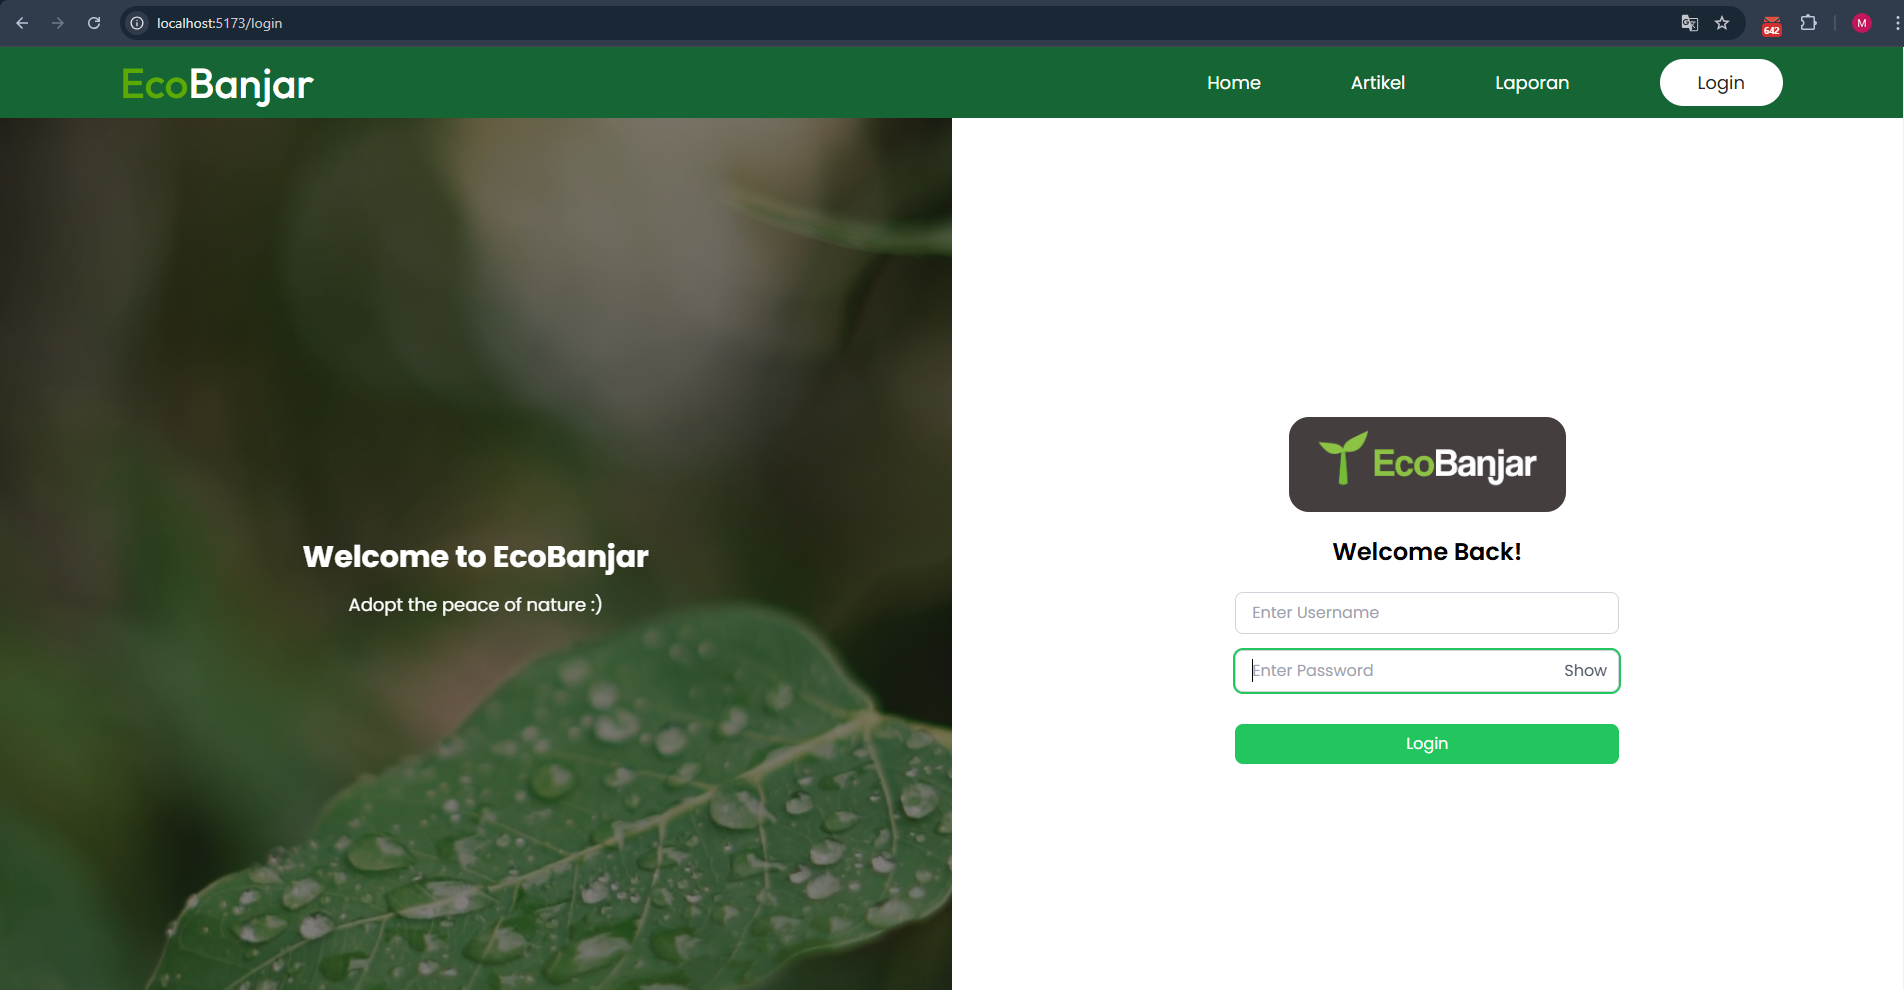 localhost:5173/login
642
M
EcoBanjar
Home
Artikel
Laporan
Login
Welcome to EcoBanjar
Adopt the peace of nature :)
EcoBanjar
Welcome Back!
Enter Username
Enter Password
Show
Login